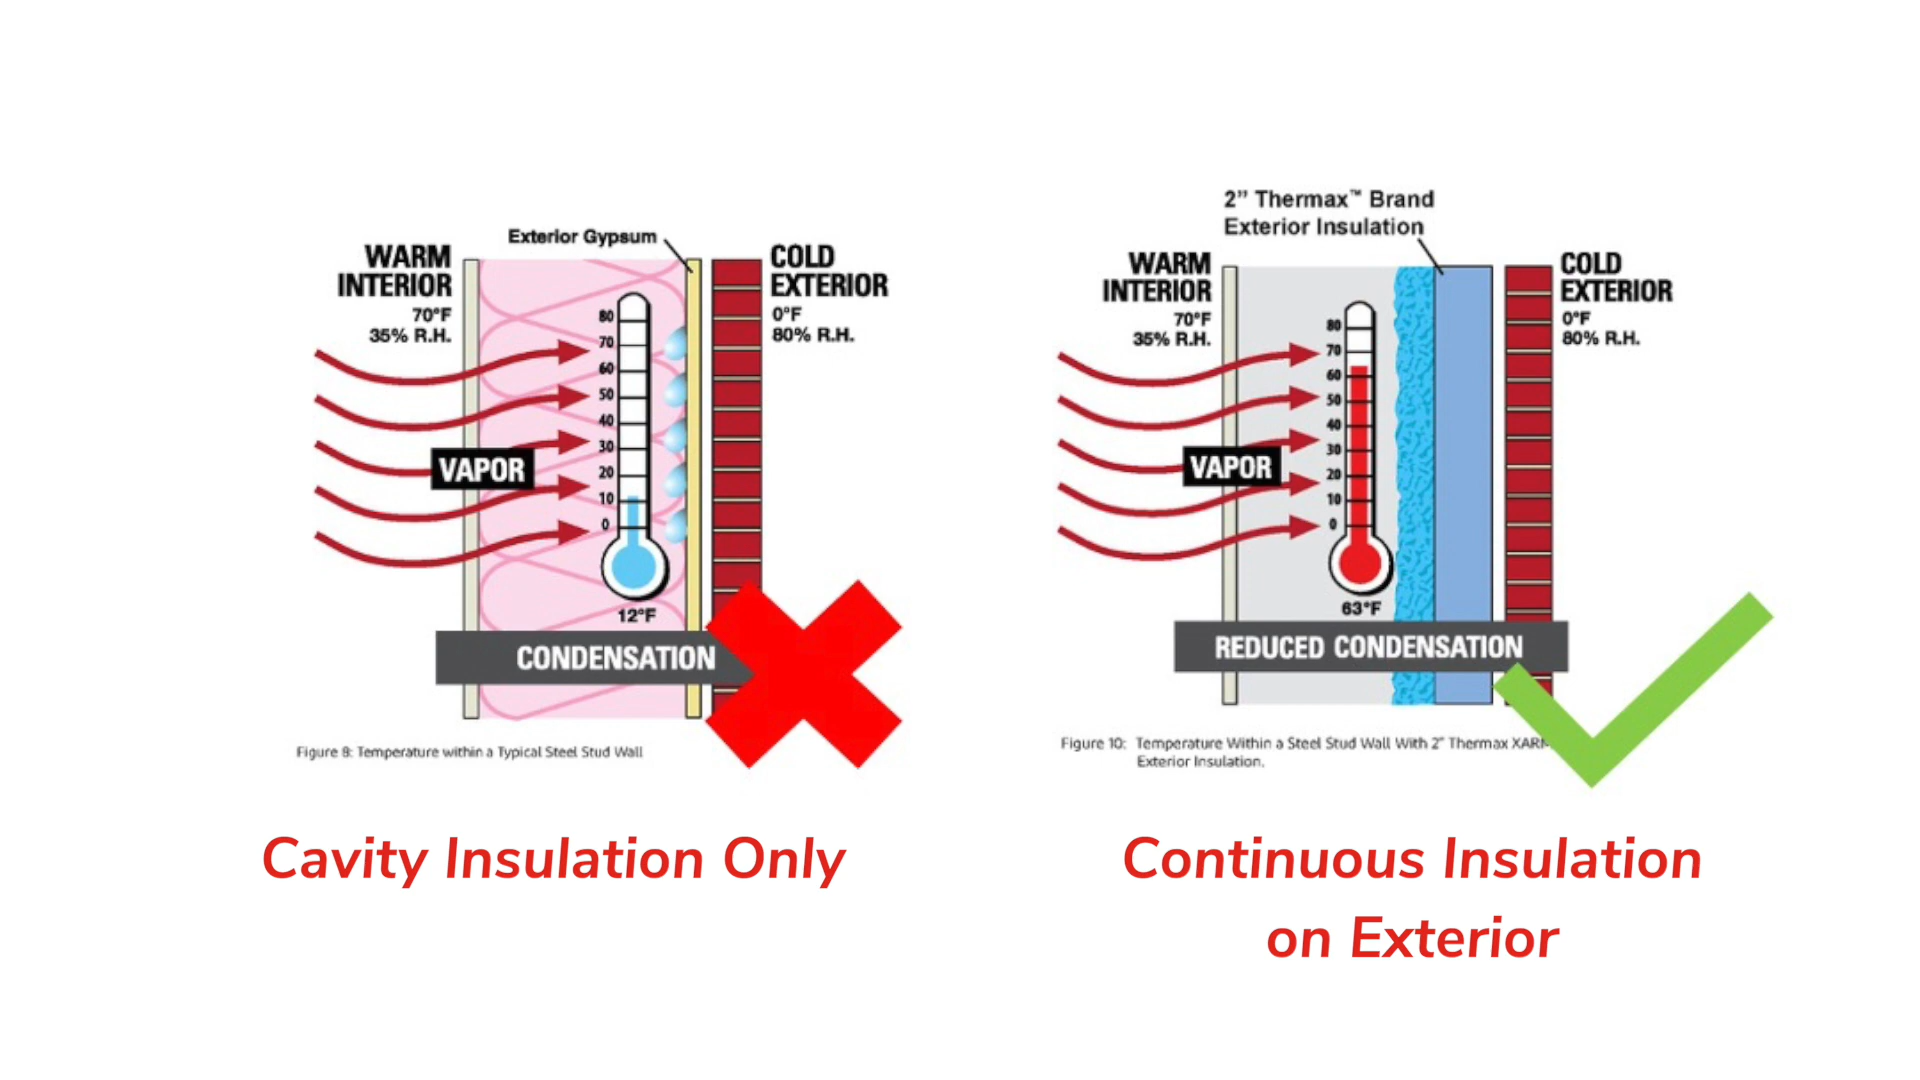 Exterior Gypsum
WARM
INTERIOR
70°F
35% R.H.
COLD
EXTERIOR
0°F
80% R.H.
80
70
60
50
40
30
20
10
0
VAPOR
12°F
CONDENSATION
Figure 8: Temperature within a Typical Steel Stud Wall
Cavity Insulation Only
2” Thermax™ Brand
Exterior Insulation
WARM
INTERIOR
70°F
35% R.H.
COLD
EXTERIOR
0°F
80% R.H.
80
70
60
50
40
30
20
10
0
VAPOR
63°F
REDUCED CONDENSATION
Figure 10: Temperature Within a Steel Stud Wall With 2” Thermax
Exterior Insulation.
Continuous Insulation
on Exterior